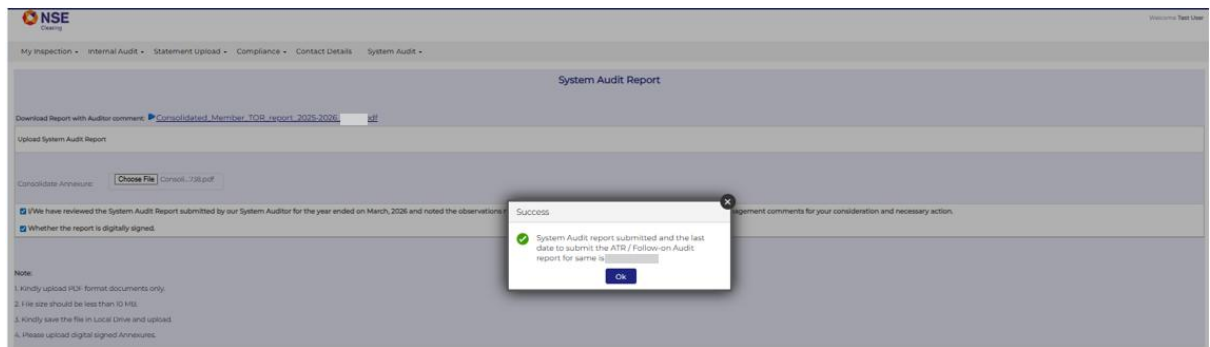 NSE
Clearing
Welcome Test User
My Inspection Internal Audit Statement Upload Compliance Contact Details System Audit
System Audit Report
Download Report with Auditor comment Consolidated_Member_TOR_report_2025-2026_ pdf
Upload System Audit Report
Consolidate Annexure: Choose File Consoli...738.pdf
I/We have reviewed the System Audit Report submitted by our System Auditor for the year ended on March, 2026 and noted the observations comments for your consideration and necessary action.
Whether the report is digitally signed.
Success
System Audit report submitted and the last
date to submit the ATR / Follow-on Audit
report for same is
Ok
Note:
1. Kindly upload PDF format documents only.
2. File size should be less than 10 MB.
3. Kindly save the file in Local Drive and upload.
4. Please upload digital signed Annexures.